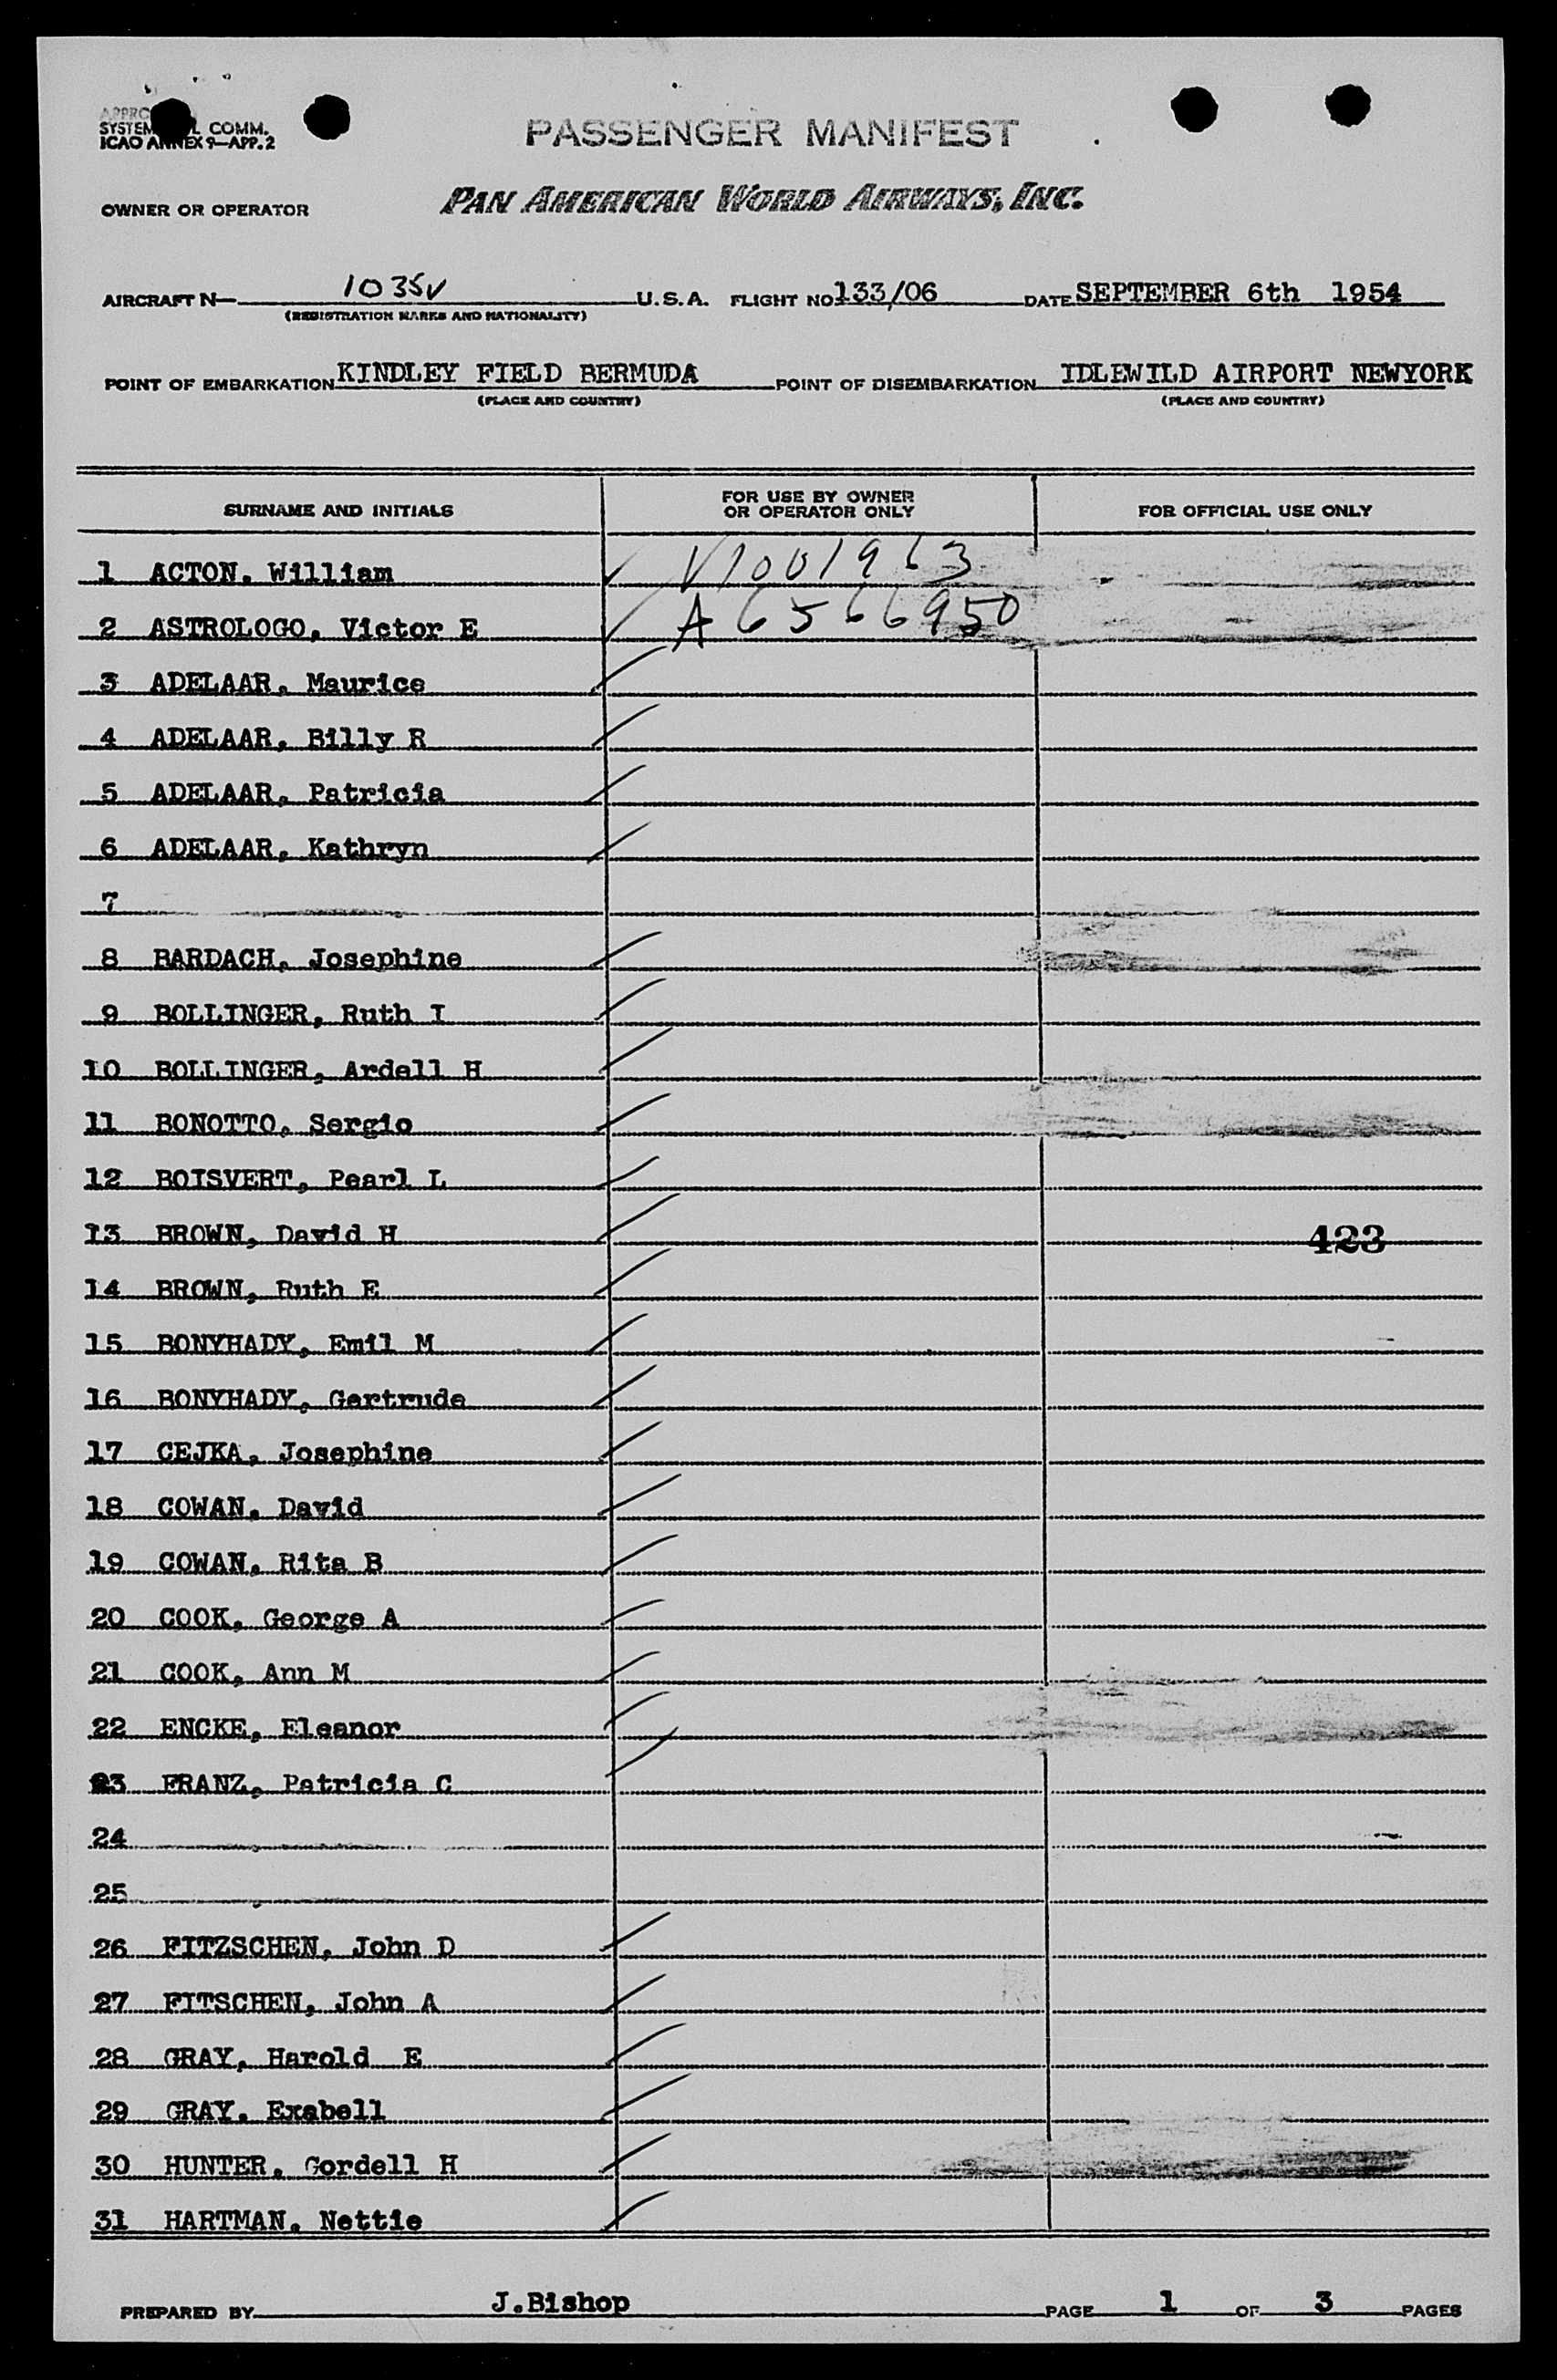 SYSTEM COMM.
ICAO ANNEX 9—APP. 2
PASSENGER MANIFEST
OWNER OR OPERATOR PAN AMERICAN WORLD AIRWAYS, INC.
AIRCRAFT N— 1035V U.S.A. FLIGHT NO 133/06 DATE SEPTEMBER 6th 1954
(REGISTRATION MARKS AND NATIONALITY)
POINT OF EMBARKATION KINDLEY FIELD BERMUDA POINT OF DISEMBARKATION IDLEWILD AIRPORT NEWYORK
(PLACE AND COUNTRY) (PLACE AND COUNTRY)
SURNAME AND INITIALS FOR USE BY OWNER OR OPERATOR ONLY FOR OFFICIAL USE ONLY
1 ACTON, William V1001963
2 ASTROLOGO, Victor E A6566950
3 ADELAAR, Maurice
4 ADELAAR, Billy R
5 ADELAAR, Patricia
6 ADELAAR, Kathryn
7
8 BARDACH, Josephine
9 BOLLINGER, Ruth I
10 BOLLINGER, Ardell H
11 BONOTTO, Sergio
12 BOISVERT, Pearl L
13 BROWN, David H 423
14 BROWN, Ruth E
15 BONYHADY, Emil M
16 BONYHADY, Gertrude
17 CEJKA, Josephine
18 COWAN, David
19 COWAN, Rita B
20 COOK, George A
21 COOK, Ann M
22 ENCKE, Eleanor
23 FRANZ, Patricia C
24
25
26 FITZSCHEN, John D
27 FITSCHEN, John A
28 GRAY, Harold E
29 GRAY, Exabell
30 HUNTER, Gordell H
31 HARTMAN, Nettie
PREPARED BY J.Bishop PAGE 1 OF 3 PAGES